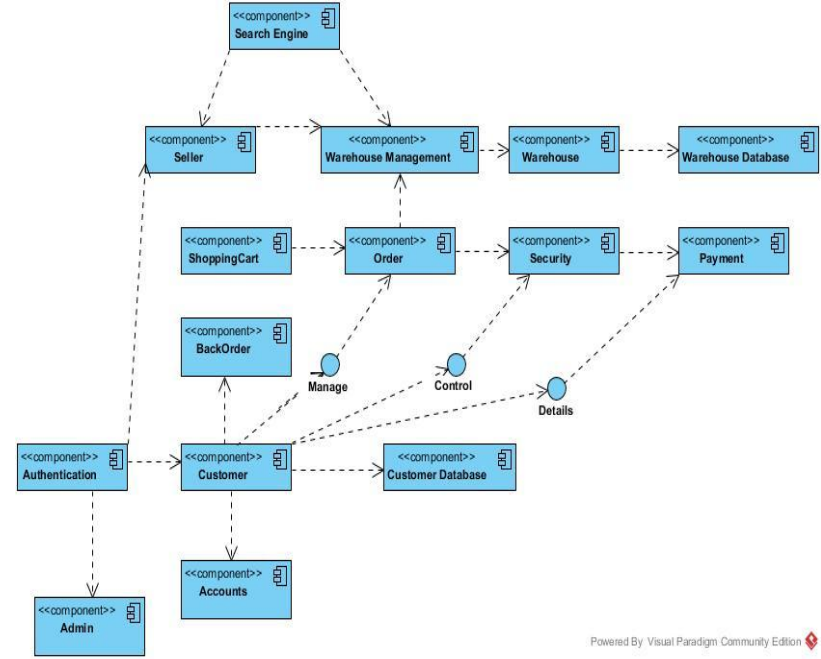 <<component>>
Search Engine
<<component>>
Seller
<<component>>
Warehouse Management
<<component>>
Warehouse
<<component>>
Warehouse Database
<<component>>
ShoppingCart
<<component>>
Order
<<component>>
Security
<<component>>
Payment
<<component>>
BackOrder
Manage
Control
Details
<<component>>
Authentication
<<component>>
Customer
<<component>>
Customer Database
<<component>>
Accounts
<<component>>
Admin
Powered By Visual Paradigm Community Edition